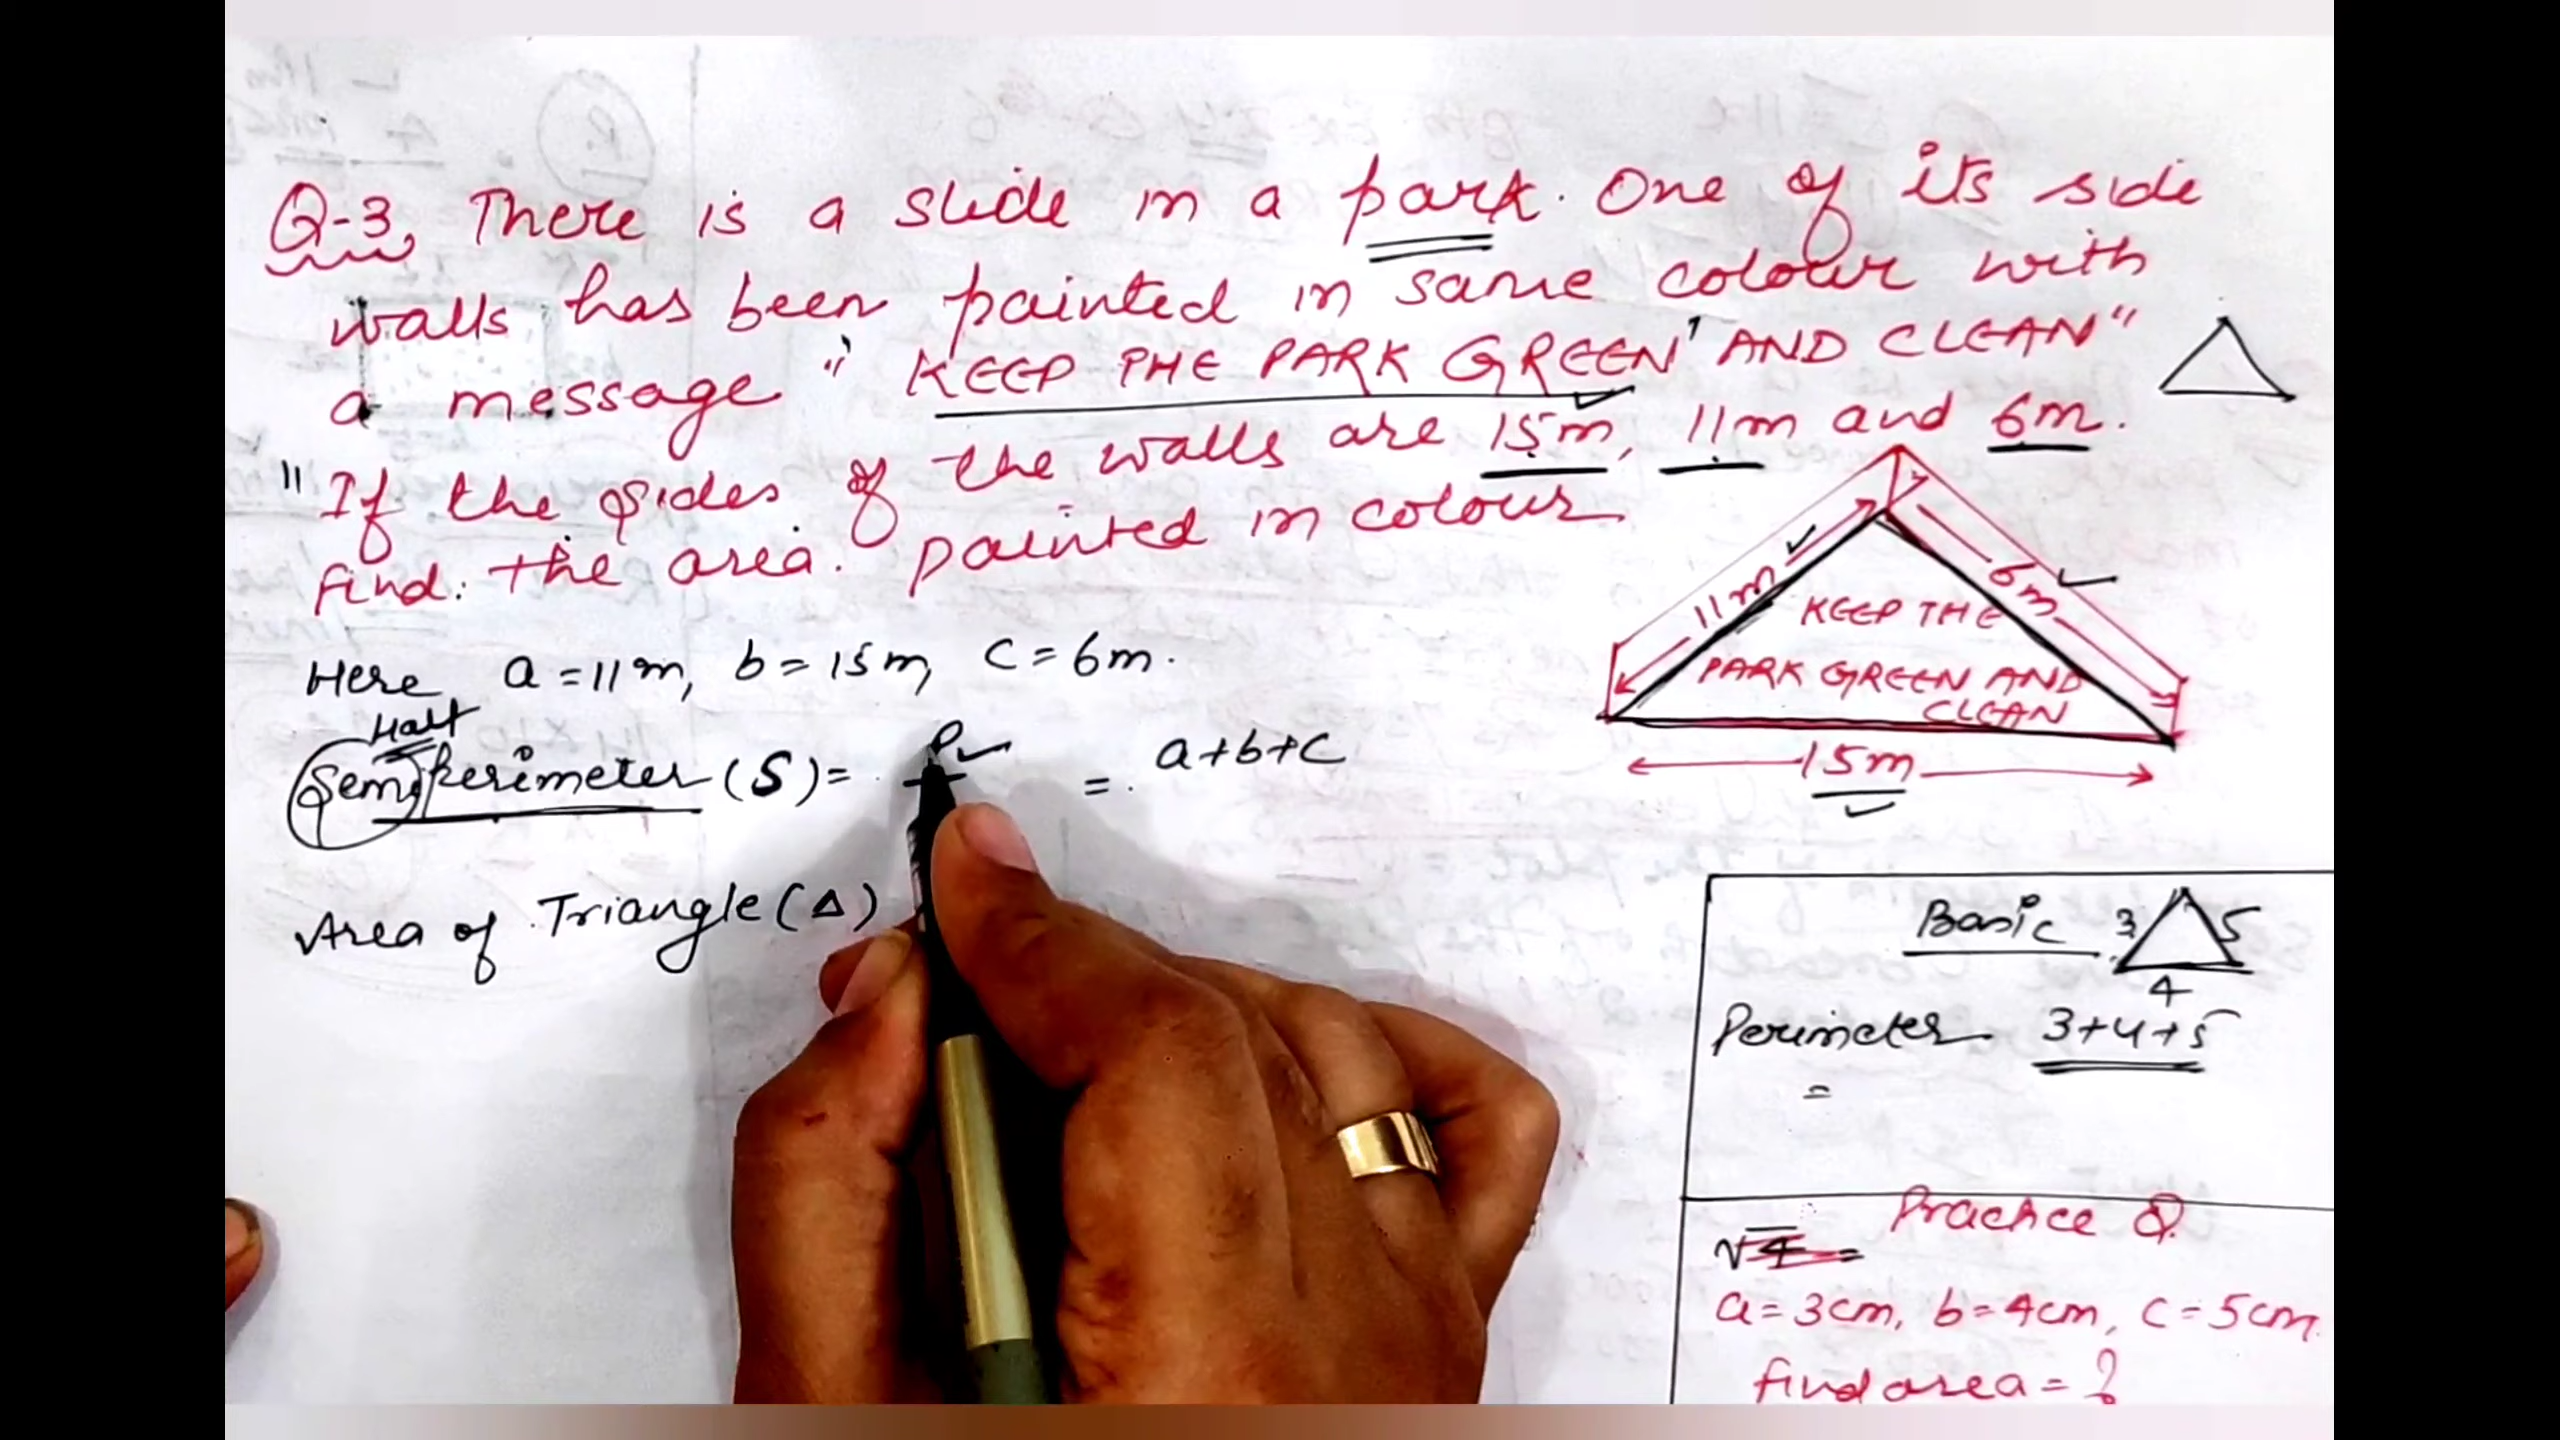 Q-3, There is a slide in a park. One of its side
walls has been painted in same colour with
a message " KEEP THE PARK GREEN' AND CLEAN"
" If the sides of the walls are 15m, 11m and 6m.
Find: the area. painted in colour
11m
6m
KEEP THE
PARK GREEN AND
CLEAN
15m
Here, a = 11m, b = 15m, c = 6m.
Half
Semi perimeter (S) = P = a+b+c
Area of Triangle (△)
Basic 3 5
4
Perimeter 3+4+5
=
Practice Q.
√4 =
a = 3cm, b = 4cm, c = 5cm.
find area = ?